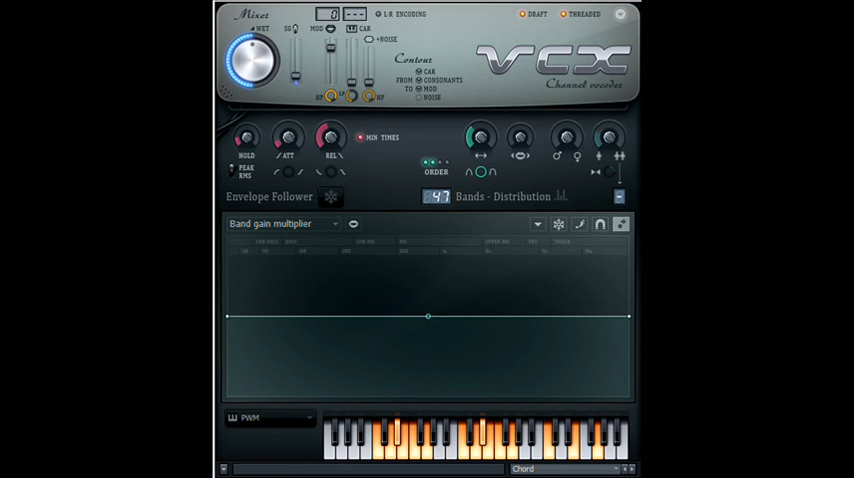 Mixer
0 --- L-R ENCODING
DRAFT THREADED
WET SG MOD CAR
+NOISE
Contour
VCX
Channel vocoder
CAR
FROM CONSONANTS
TO MOD
NOISE
HP LP HP
MIN TIMES
HOLD ATT REL
PEAK
RMS
ORDER
Envelope Follower
47 Bands - Distribution
Band gain multiplier
PWM
Chord